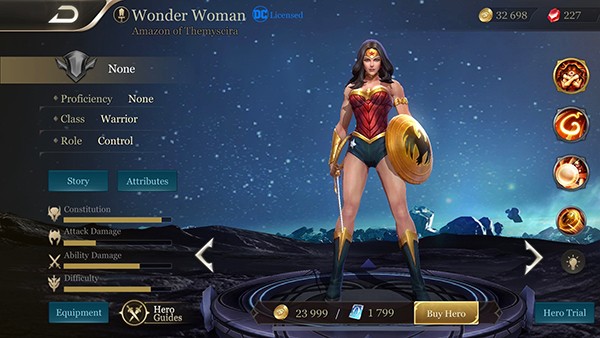 Wonder Woman DC Licensed 32 698 227
Amazon of Themyscira
None
Proficiency None
Class Warrior
Role Control
Story Attributes
Constitution
Attack Damage
Ability Damage
Difficulty
Equipment Hero Guides 23 999 / 1 799 Buy Hero Hero Trial